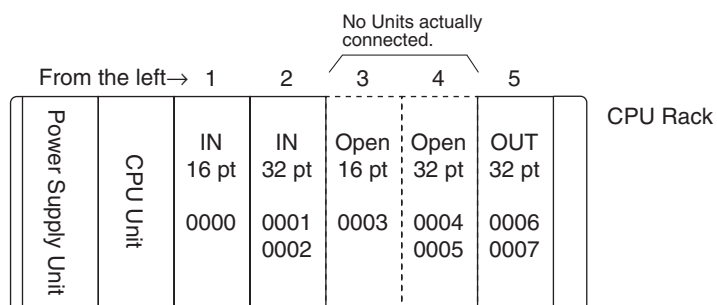 No Units actually
connected.
From the left→ 1 2 3 4 5
CPU Rack
Power Supply Unit
CPU Unit
IN IN Open Open OUT
16 pt 32 pt 16 pt 32 pt 32 pt
0000 0001 0003 0004 0006
0002 0005 0007